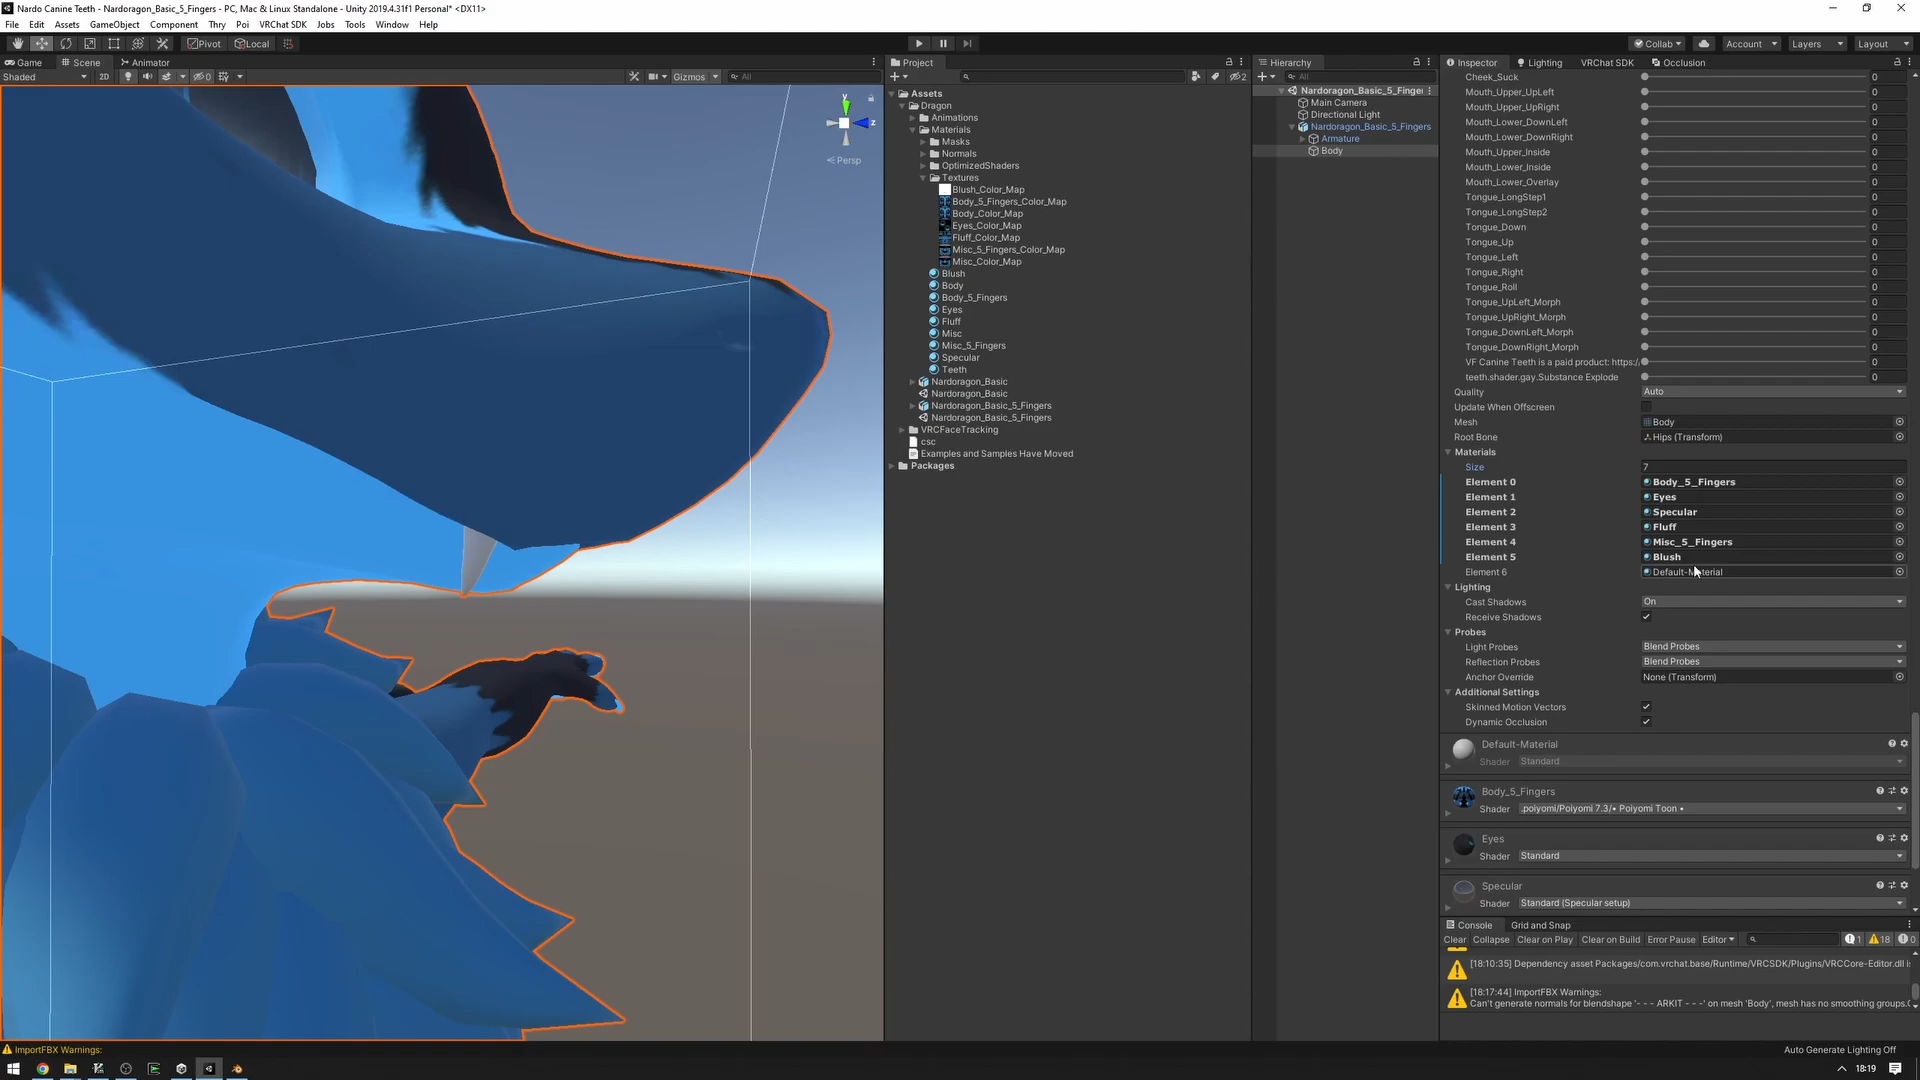 Nardo Canine Teeth - Nardoragon_Basic_5_Fingers - PC, Mac & Linux Standalone - Unity 2019.4.31f1 Personal* <DX11>
File Edit Assets GameObject Component Thry Poi VRChat SDK Jobs Tools Window Help
Pivot Local Collab Account Layers Layout
Game Scene Animator
Shaded 2D 0 Gizmos All
y z
Persp
Project
2
Assets
Dragon
Animations
Materials
Masks
Normals
OptimizedShaders
Textures
Blush_Color_Map
Body_5_Fingers_Color_Map
Body_Color_Map
Eyes_Color_Map
Fluff_Color_Map
Misc_5_Fingers_Color_Map
Misc_Color_Map
Blush
Body
Body_5_Fingers
Eyes
Fluff
Misc
Misc_5_Fingers
Specular
Teeth
Nardoragon_Basic
Nardoragon_Basic
Nardoragon_Basic_5_Fingers
Nardoragon_Basic_5_Fingers
VRCFaceTracking
csc
Examples and Samples Have Moved
Packages
Hierarchy
All
Nardoragon_Basic_5_Finger
Main Camera
Directional Light
Nardoragon_Basic_5_Fingers
Armature
Body
Inspector Lighting VRChat SDK Occlusion
Cheek_Suck 0
Mouth_Upper_UpLeft 0
Mouth_Upper_UpRight 0
Mouth_Lower_DownLeft 0
Mouth_Lower_DownRight 0
Mouth_Upper_Inside 0
Mouth_Lower_Inside 0
Mouth_Lower_Overlay 0
Tongue_LongStep1 0
Tongue_LongStep2 0
Tongue_Down 0
Tongue_Up 0
Tongue_Left 0
Tongue_Right 0
Tongue_Roll 0
Tongue_UpLeft_Morph 0
Tongue_UpRight_Morph 0
Tongue_DownLeft_Morph 0
Tongue_DownRight_Morph 0
VF Canine Teeth is a paid product: https:/ 0
teeth.shader.gay.Substance Explode 0
Quality Auto
Update When Offscreen
Mesh Body
Root Bone Hips (Transform)
Materials
Size 7
Element 0 Body_5_Fingers
Element 1 Eyes
Element 2 Specular
Element 3 Fluff
Element 4 Misc_5_Fingers
Element 5 Blush
Element 6 Default-Material
Lighting
Cast Shadows On
Receive Shadows
Probes
Light Probes Blend Probes
Reflection Probes Blend Probes
Anchor Override None (Transform)
Additional Settings
Skinned Motion Vectors
Dynamic Occlusion
Default-Material
Shader Standard
Body_5_Fingers
Shader .poiyomi/Poiyomi 7.3/• Poiyomi Toon •
Eyes
Shader Standard
Specular
Shader Standard (Specular setup)
Console Grid and Snap
Clear Collapse Clear on Play Clear on Build Error Pause Editor 1 18 0
[18:10:35] Dependency asset Packages/com.vrchat.base/Runtime/VRCSDK/Plugins/VRCCore-Editor.dll is
[18:17:44] ImportFBX Warnings:
Can't generate normals for blendshape '- - - ARKIT - - -' on mesh 'Body', mesh has no smoothing groups.
ImportFBX Warnings:
Auto Generate Lighting Off
18:19